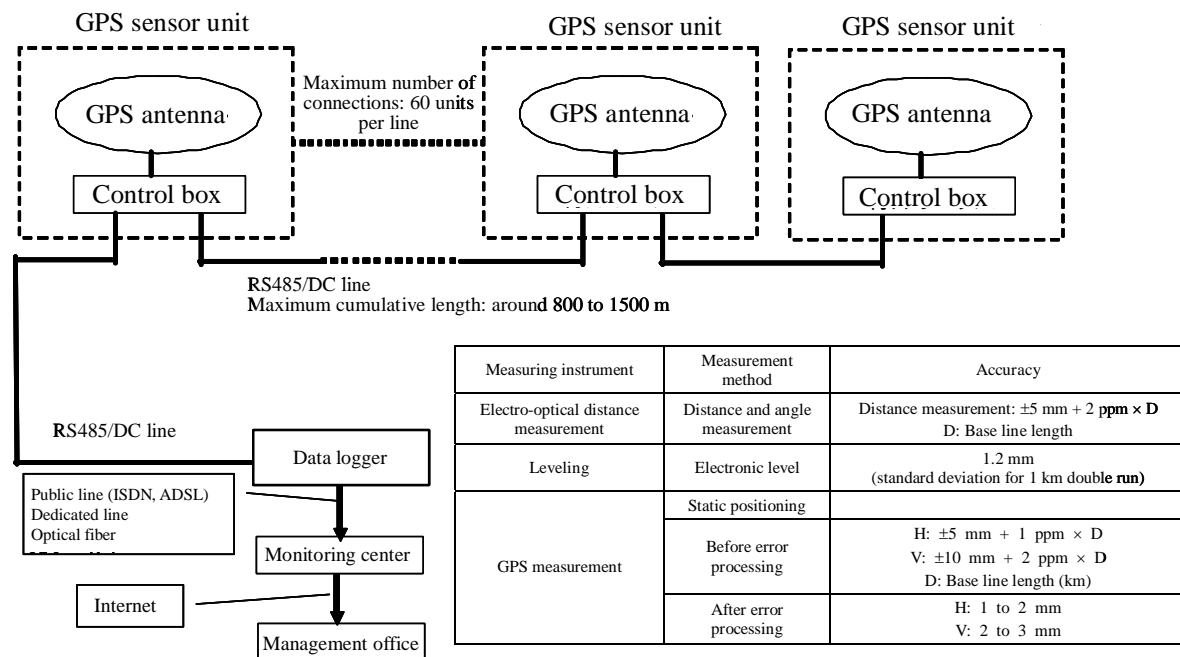 GPS sensor unit
GPS sensor unit
GPS sensor unit
Maximum number of
connections: 60 units
per line
GPS antenna
GPS antenna
GPS antenna
Control box
Control box
Control box
RS485/DC line
Maximum cumulative length: around 800 to 1500 m
RS485/DC line
Data logger
Public line (ISDN, ADSL)
Dedicated line
Optical fiber
Monitoring center
Internet
Management office
Measuring instrument
Measurement
method
Accuracy
Electro-optical distance
measurement
Distance and angle
measurement
Distance measurement: ±5 mm + 2 ppm × D
D: Base line length
Leveling
Electronic level
1.2 mm
(standard deviation for 1 km double run)
GPS measurement
Static positioning
Before error
processing
H: ±5 mm + 1 ppm × D
V: ±10 mm + 2 ppm × D
D: Base line length (km)
After error
processing
H: 1 to 2 mm
V: 2 to 3 mm